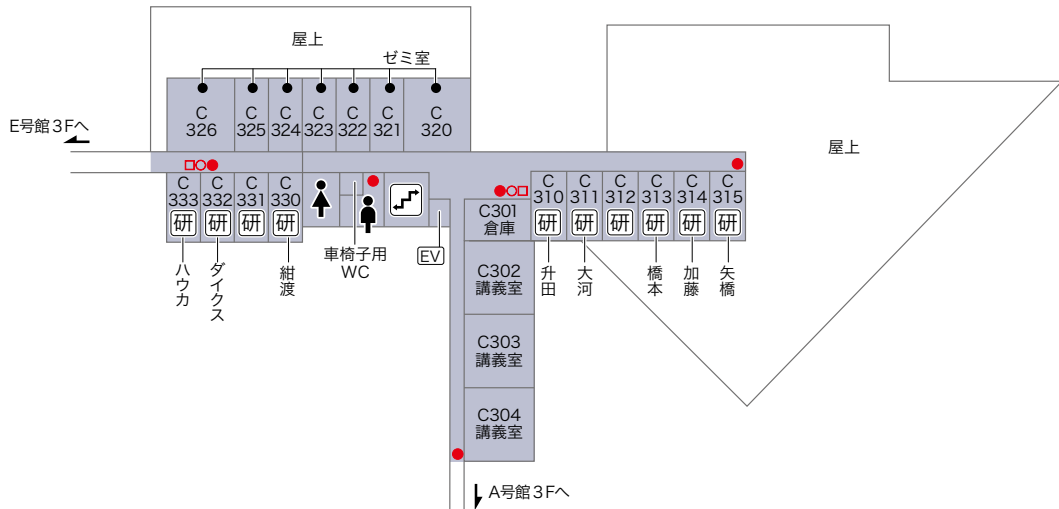 屋上
ゼミ室
C
326
C
325
C
324
C
323
C
322
C
321
C
320
E号館3Fへ
屋上
C
333
研
C
332
研
C
331
研
C
330
研
C301
倉庫
C
310
研
C
311
研
C
312
研
C
313
研
C
314
研
C
315
研
ハウカ
ダイクス
紺渡
車椅子用
WC
EV
升田
大河
橋本
加藤
矢橋
C302
講義室
C303
講義室
C304
講義室
A号館3Fへ